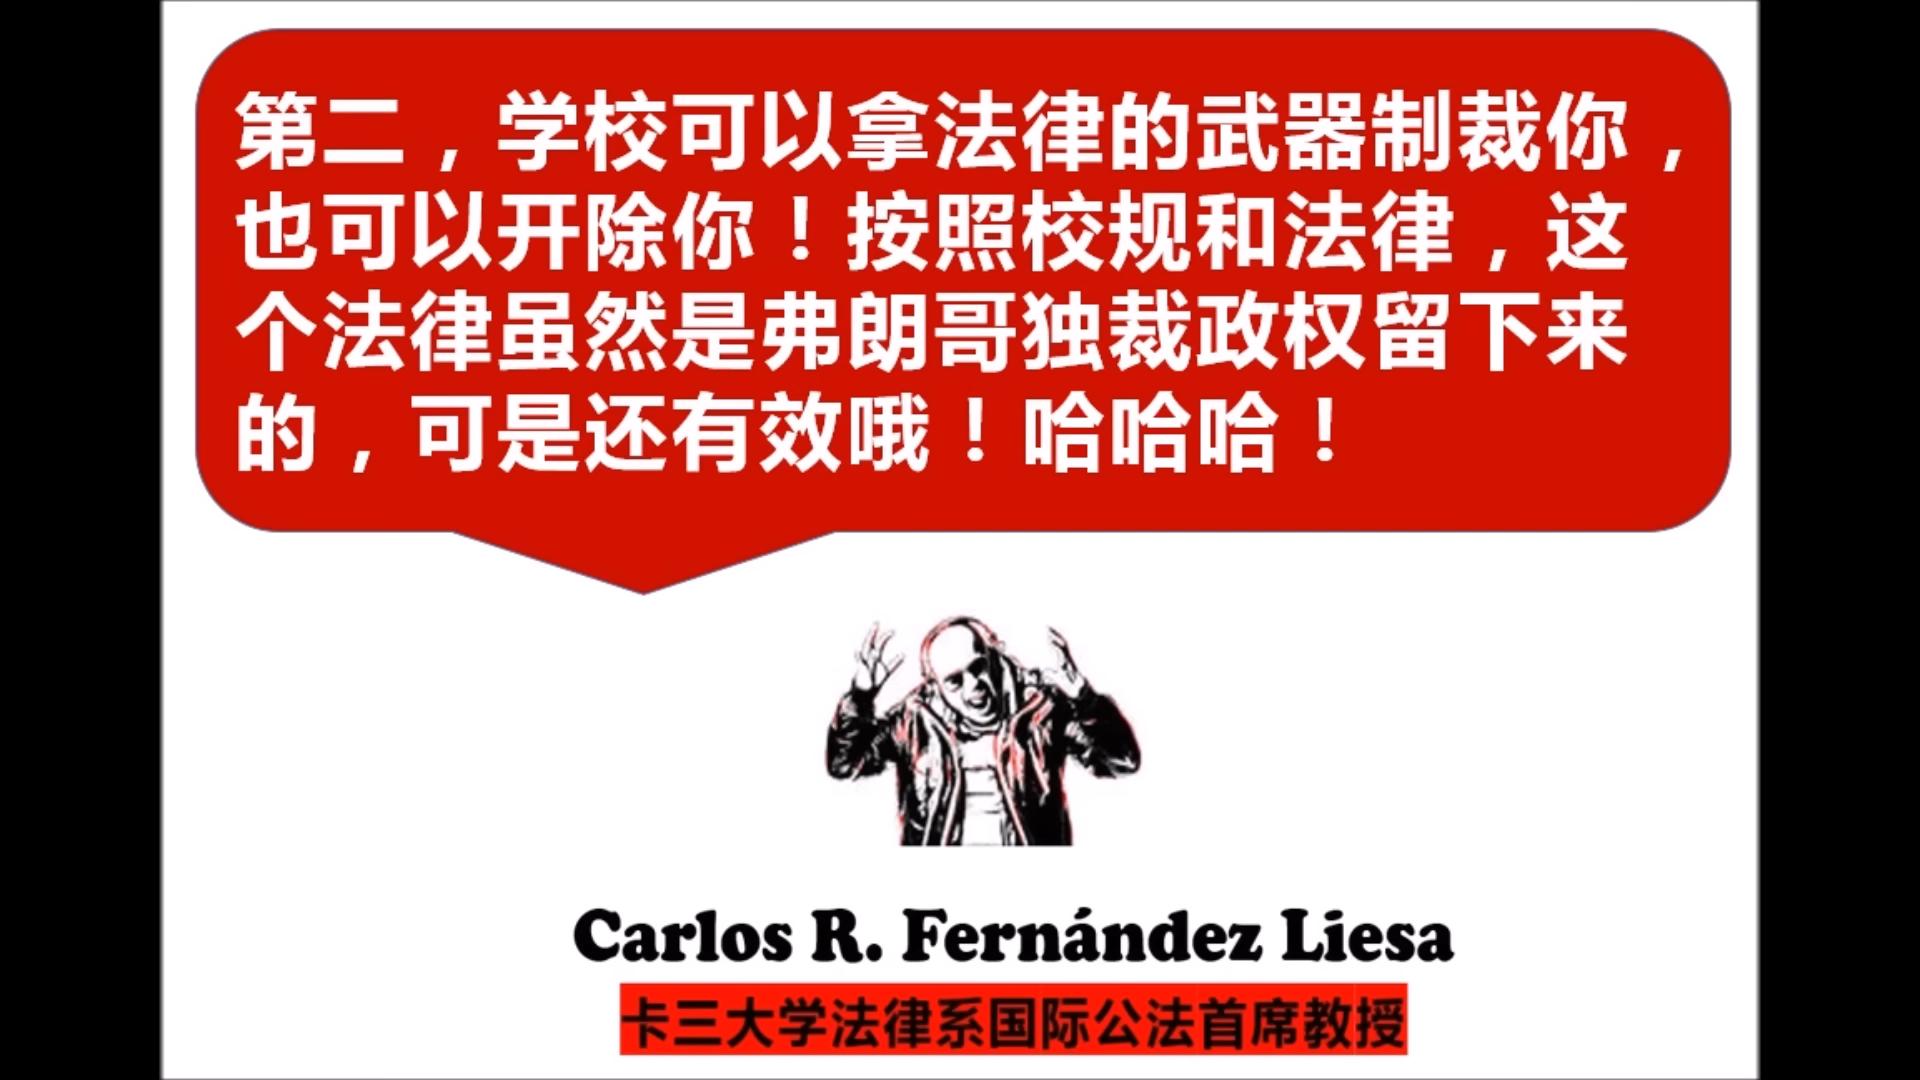 第二，学校可以拿法律的武器制裁你，
也可以开除你！按照校规和法律，这
个法律虽然是弗朗哥独裁政权留下来
的，可是还有效哦！哈哈哈！
Carlos R. Fernández Liesa
卡三大学法律系国际公法首席教授